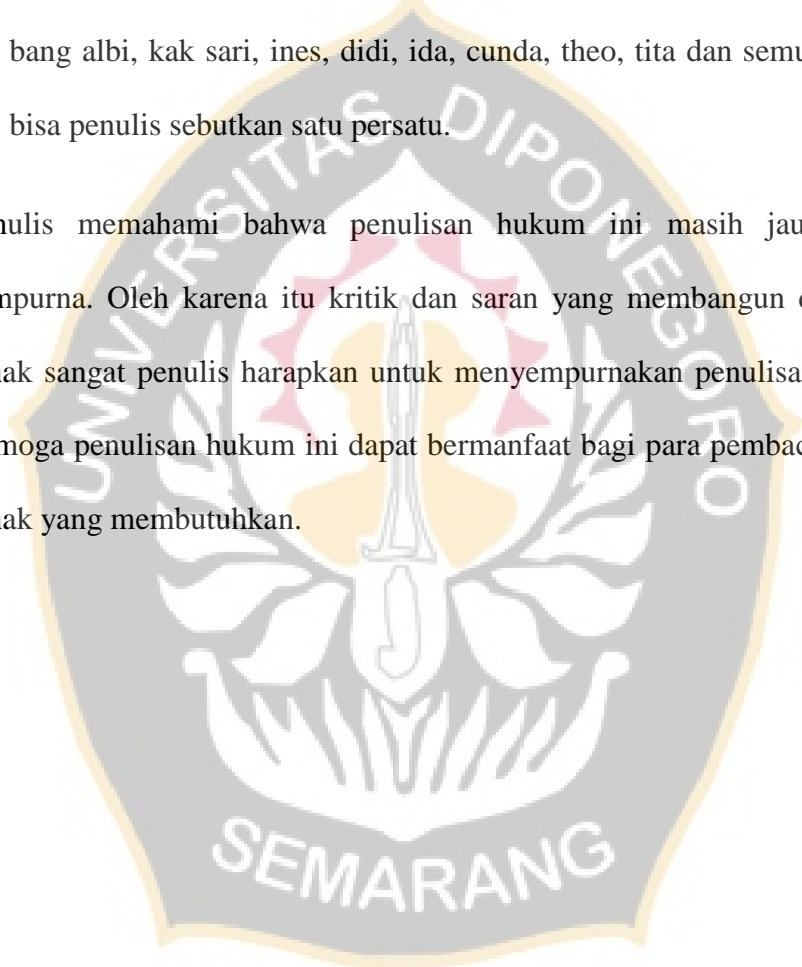 bang albi, kak sari, ines, didi, ida, cunda, theo, tita dan semu
bisa penulis sebutkan satu persatu.
nulis memahami bahwa penulisan hukum ini masih jau
mpurna. Oleh karena itu kritik dan saran yang membangun
nak sangat penulis harapkan untuk menyempurnakan penulisa
moga penulisan hukum ini dapat bermanfaat bagi para pembac
nak yang membutuhkan.
UNIVERSITAS DIPONEGORO
SEMARANG